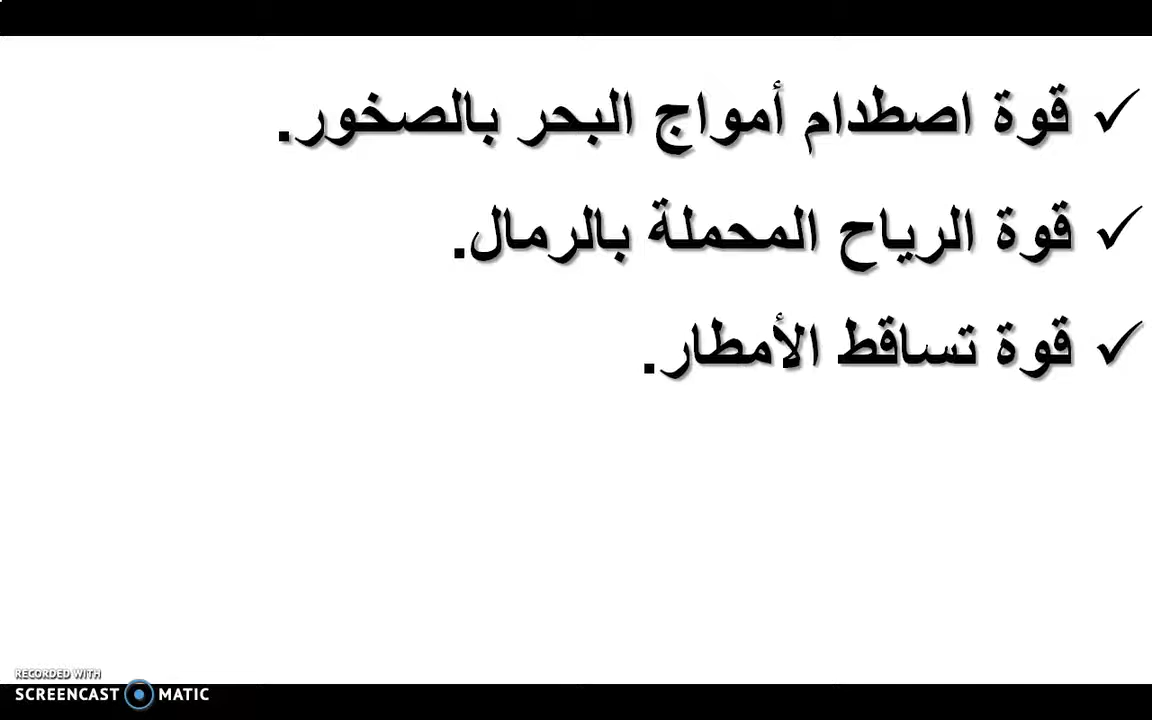 ✓ قوة اصطدام أمواج البحر بالصخور.
✓ قوة الرياح المحملة بالرمال.
✓ قوة تساقط الأمطار.
RECORDED WITH
SCREENCAST MATIC